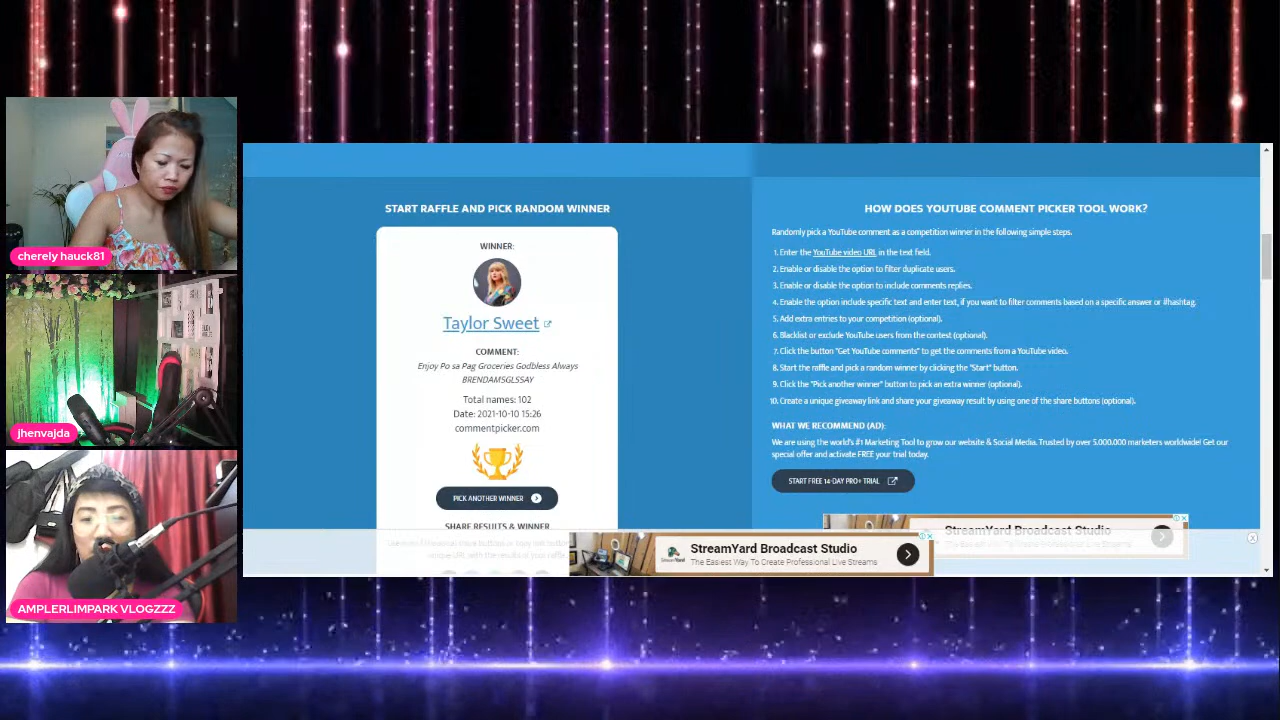 cherely hauck81
jhenvajda
AMPLERLIMPARK VLOGZZZ
START RAFFLE AND PICK RANDOM WINNER
WINNER:
Taylor Sweet
COMMENT:
Enjoy Po sa Pag Groceries Godbless Always
BRENDAMSGLSSAY
Total names: 102
Date: 2021-10-10 15:26
commentpicker.com
PICK ANOTHER WINNER
SHARE RESULTS & WINNER
HOW DOES YOUTUBE COMMENT PICKER TOOL WORK?
Randomly pick a YouTube comment as a competition winner in the following simple steps.
1. Enter the YouTube video URL in the text field.
2. Enable or disable the option to filter duplicate users.
3. Enable or disable the option to include comments replies.
4. Enable the option include specific text and enter text, if you want to filter comments based on a specific answer or #hashtag.
5. Add extra entries to your competition (optional).
6. Blacklist or exclude YouTube users from the contest (optional).
7. Click the button "Get YouTube comments" to get the comments from a YouTube video.
8. Start the raffle and pick a random winner by clicking the "Start" button.
9. Click the "Pick another winner" button to pick an extra winner (optional).
10. Create a unique giveaway link and share your giveaway result by using one of the share buttons (optional).
WHAT WE RECOMMEND (AD):
We are using the world's #1 Marketing Tool to grow our website & Social Media. Trusted by over 5.000.000 marketers worldwide! Get our
special offer and activate FREE your trial today.
START FREE 14-DAY PRO+ TRIAL
StreamYard Broadcast Studio
StreamYard Broadcast Studio
The Easiest Way To Create Professional Live Streams